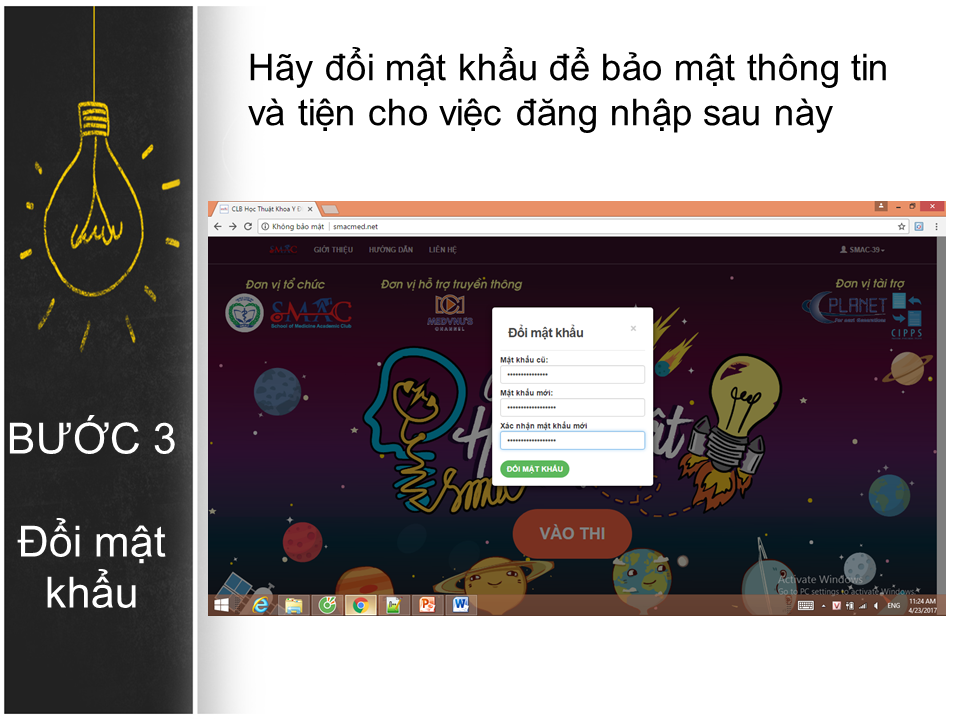 Hãy đổi mật khẩu để bảo mật thông tin
và tiện cho việc đăng nhập sau này
BƯỚC 3
Đổi mật
khẩu
CLB Học Thuật Khoa Y Đ
Không bảo mật smacmed.net
SMAC GIỚI THIỆU HƯỚNG DẪN LIÊN HỆ SMAC-39
Đơn vị tổ chức Đơn vị hỗ trợ truyền thông Đơn vị tài trợ
SMAC
School of Medicine Academic Club
MEDVNU'S
CHANNEL
PLANET
For next Generations
CIPPS
Đổi mật khẩu ×
Mật khẩu cũ:
•••••••••••••••
Mật khẩu mới:
••••••••••••••••••
Xác nhận mật khẩu mới
••••••••••••••••••
ĐỔI MẬT KHẨU
VÀO THI
Activate Windows
Go to PC settings to activate Windows.
ENG
11:24 AM
4/23/2017